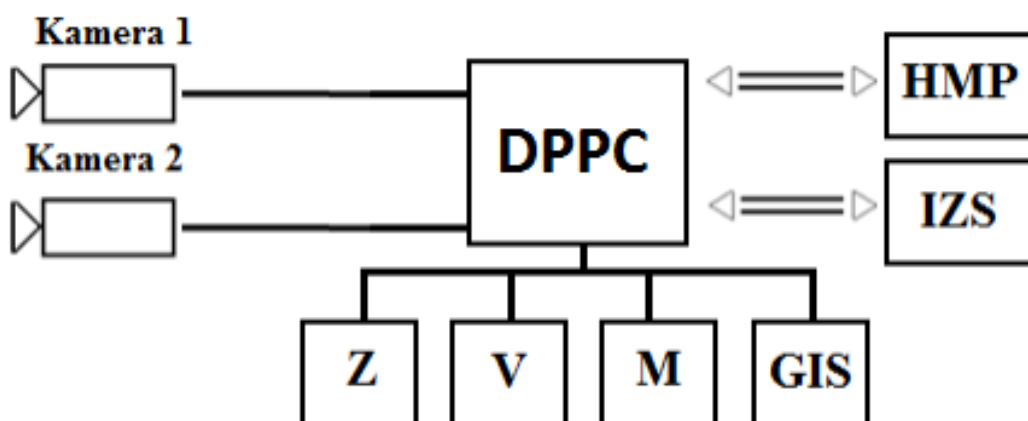 Kamera 1
Kamera 2
DPPC
HMP
IZS
Z
V
M
GIS